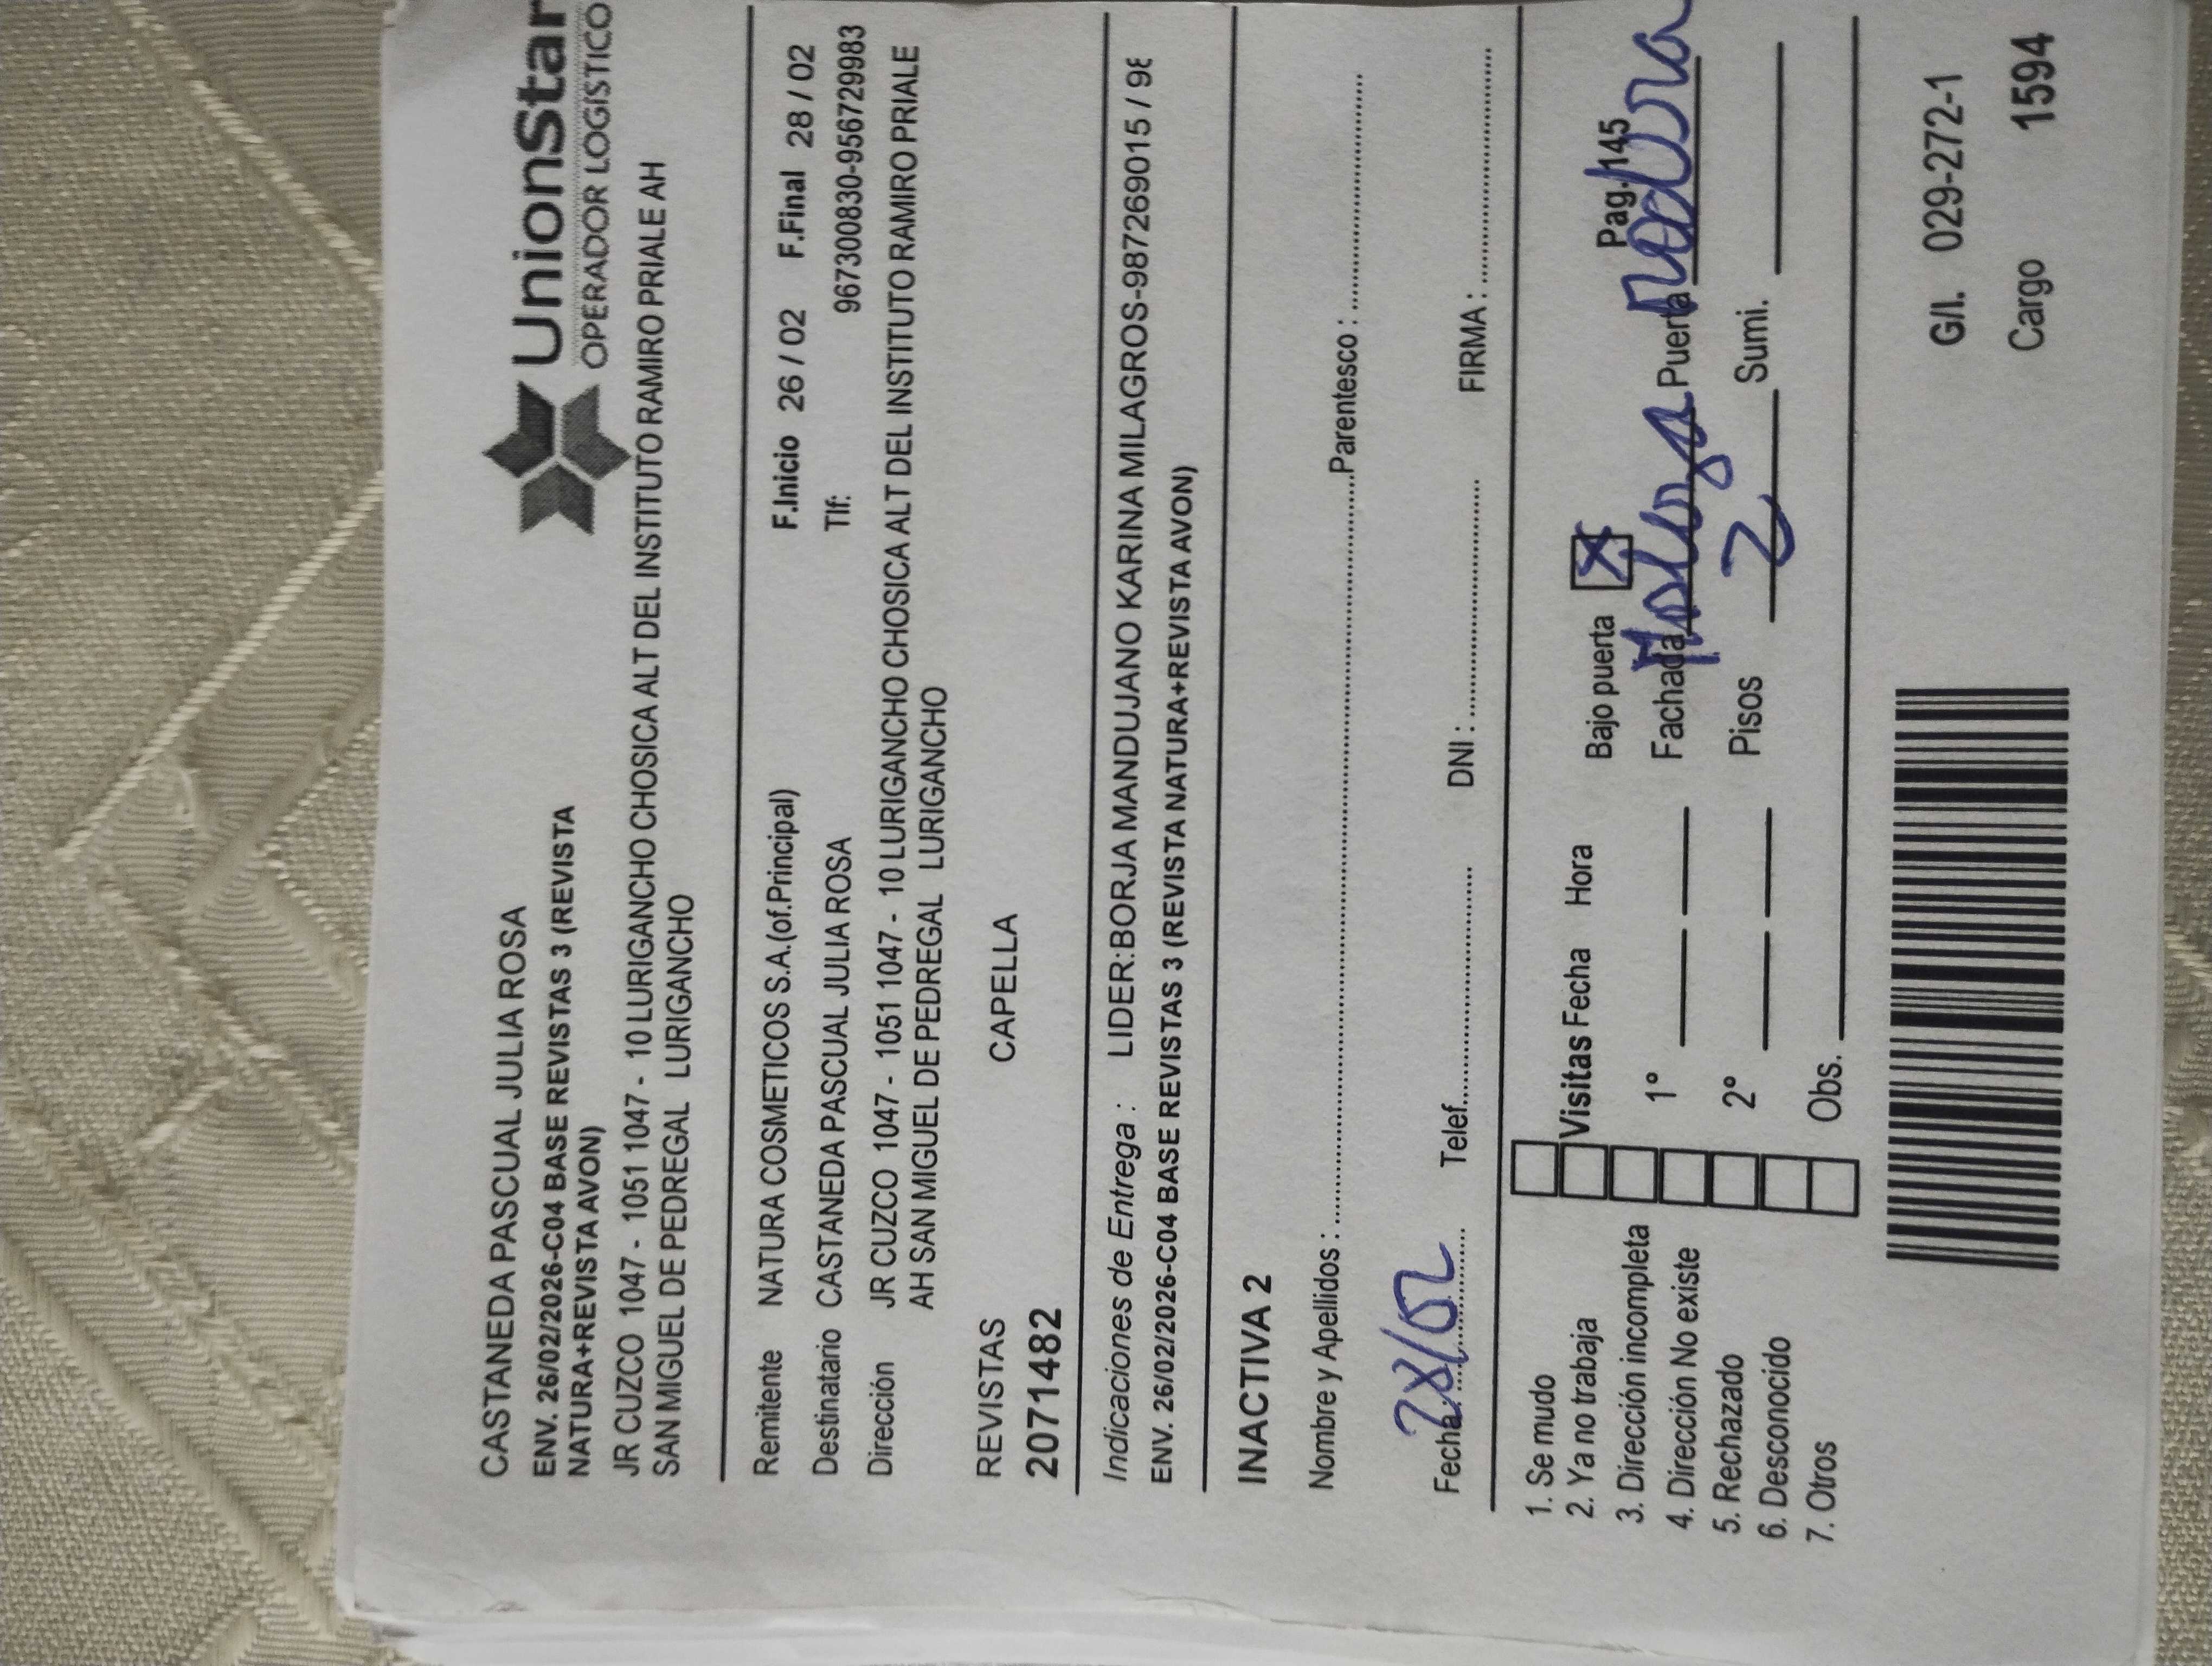 UnionStar
OPERADOR LOGÍSTICO
CASTANEDA PASCUAL JULIA ROSA
ENV. 26/02/2026-C04 BASE REVISTAS 3 (REVISTA
NATURA+REVISTA AVON)
JR CUZCO 1047 - 1051 1047 - 10 LURIGANCHO CHOSICA ALT DEL INSTITUTO RAMIRO PRIALE AH
SAN MIGUEL DE PEDREGAL LURIGANCHO
Remitente NATURA COSMETICOS S.A.(of.Principal) F.Inicio 26 / 02 F.Final 28 / 02
Destinatario CASTANEDA PASCUAL JULIA ROSA Tlf: 967300830-956729983
Dirección JR CUZCO 1047 - 1051 1047 - 10 LURIGANCHO CHOSICA ALT DEL INSTITUTO RAMIRO PRIALE
AH SAN MIGUEL DE PEDREGAL LURIGANCHO
REVISTAS CAPELLA
2071482
Indicaciones de Entrega : LIDER:BORJA MANDUJANO KARINA MILAGROS-987269015 / 98
ENV. 26/02/2026-C04 BASE REVISTAS 3 (REVISTA NATURA+REVISTA AVON)
INACTIVA 2
Nombre y Apellidos : Parentesco :
Fecha: 28/02 Telef. DNI : FIRMA :
1. Se mudo
2. Ya no trabaja
3. Dirección incompleta
4. Dirección No existe
5. Rechazado
6. Desconocido
7. Otros
Visitas Fecha Hora Bajo puerta X Pag.145
1° Fachada Puerta madera
2° Pisos 2 Sumi.
Obs.
G/I. 029-272-1
Cargo 1594